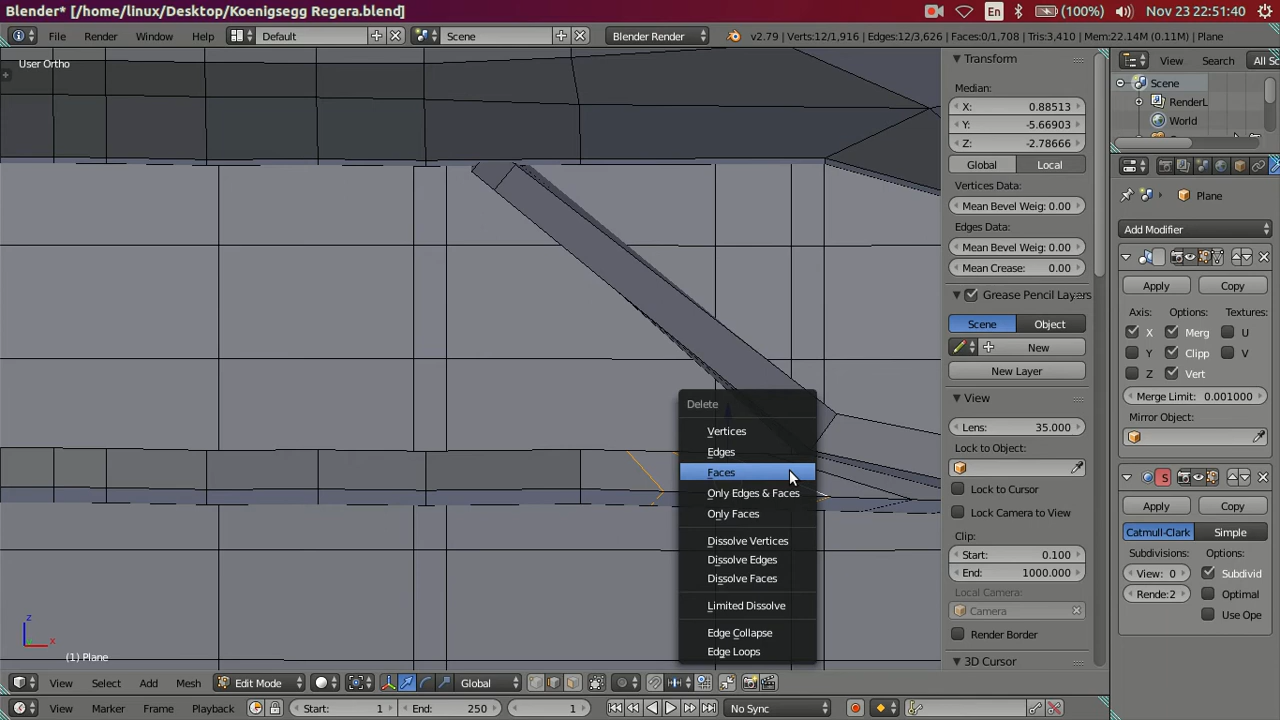 Blender* [/home/linux/Desktop/Koenigsegg Regera.blend]
En (100%) Nov 23 22:51:40
File Render Window Help Default Scene Blender Render v2.79 | Verts:12/1,916 | Edges:12/3,626 | Faces:0/1,708 | Tris:3,410 | Mem:22.14M (0.11M) | Plane
User Ortho
Transform
Median:
X: 0.88513
Y: -5.66903
Z: -2.78666
Global Local
Vertices Data:
Mean Bevel Weig: 0.00
Edges Data:
Mean Bevel Weig: 0.00
Mean Crease: 0.00
Grease Pencil Layers
Scene Object
New
New Layer
View
Lens: 35.000
Lock to Object:
Lock to Cursor
Lock Camera to View
Clip:
Start: 0.100
End: 1000.000
Local Camera:
Camera
Render Border
3D Cursor
View Search All Sc
Scene
RenderL
World
Plane
Add Modifier
Apply Copy
Axis: Options: Textures:
X Merg U
Y Clipp V
Z Vert
Merge Limit: 0.001000
Mirror Object:
S
Apply Copy
Catmull-Clark Simple
Subdivisions: Options:
View: 0 Subdivid
Rende:2 Optimal
Use Ope
Delete
Vertices
Edges
Faces
Only Edges & Faces
Only Faces
Dissolve Vertices
Dissolve Edges
Dissolve Faces
Limited Dissolve
Edge Collapse
Edge Loops
z
x
(1) Plane
View Select Add Mesh Edit Mode Global
View Marker Frame Playback Start: 1 End: 250 1 No Sync